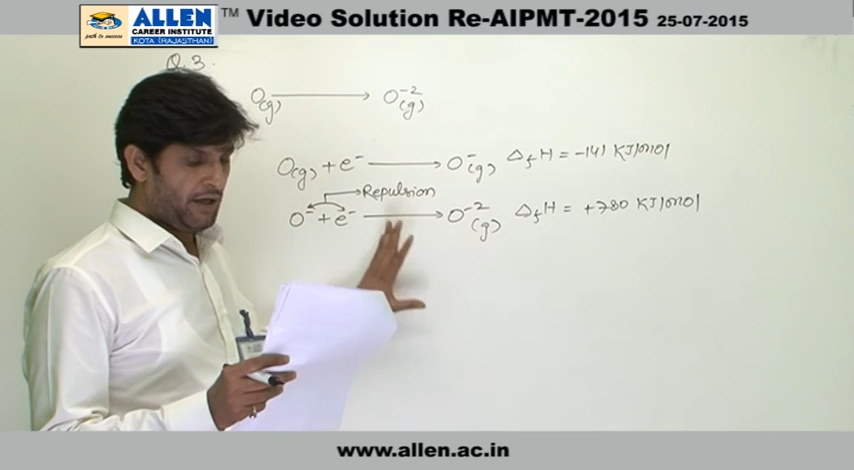 ALLEN
CAREER INSTITUTE
KOTA (RAJASTHAN)
path to success
TM Video Solution Re-AIPMT-2015 25-07-2015
Q.3.
O(g) ⟶ O⁻²(g)
O(g) + e⁻ ⟶ O⁻(g) ΔfH = -141 KJ/mol
Repulsion
O⁻ + e⁻ ⟶ O⁻²(g) ΔfH = +780 KJ/mol
www.allen.ac.in